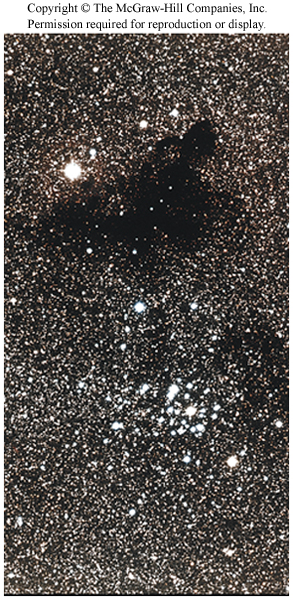 Copyright © The McGraw-Hill Companies, Inc.
Permission required for reproduction or display.